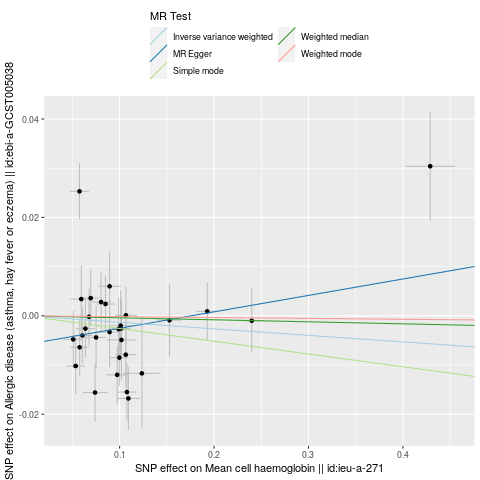 MR Test
Inverse variance weighted
Weighted median
MR Egger
Weighted mode
Simple mode
SNP effect on Allergic disease (asthma, hay fever or eczema) || id:ebi-a-GCST005038
0.04
0.02
0.00
-0.02
0.1
0.2
0.3
0.4
SNP effect on Mean cell haemoglobin || id:ieu-a-271